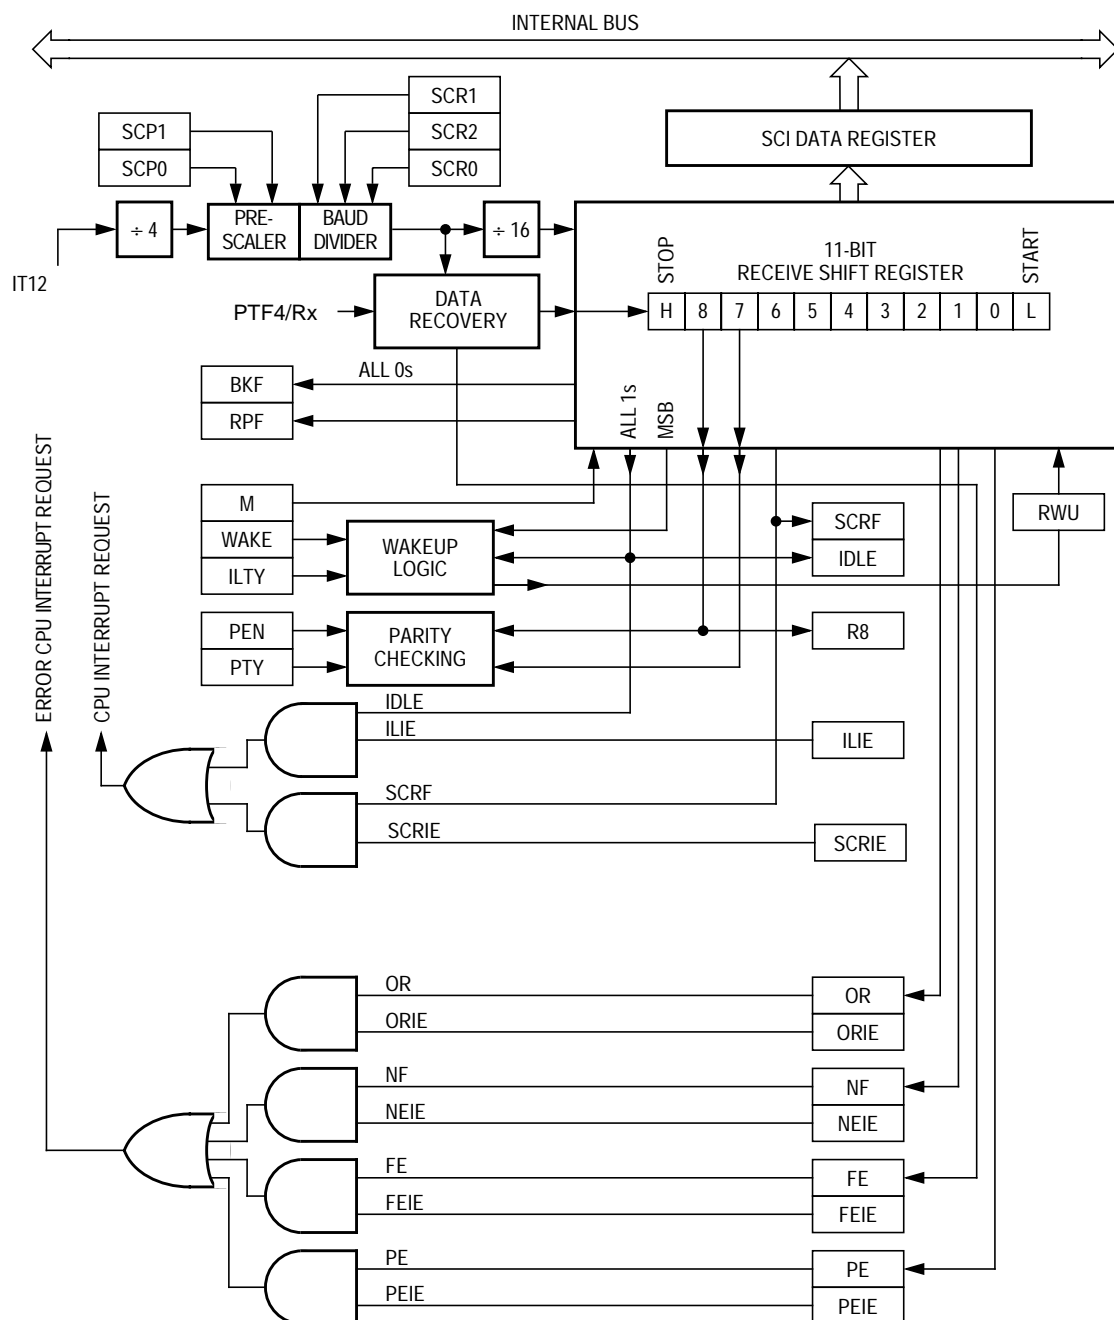 INTERNAL BUS
SCR1
SCR2
SCR0
SCP1
SCP0
SCI DATA REGISTER
÷ 4
PRE-
SCALER
BAUD
DIVIDER
÷ 16
IT12
STOP
11-BIT
RECEIVE SHIFT REGISTER
START
H 8 7 6 5 4 3 2 1 0 L
PTF4/Rx
DATA
RECOVERY
ALL 0s
BKF
RPF
ALL 1s
MSB
M
WAKE
ILTY
WAKEUP
LOGIC
SCRF
IDLE
RWU
PEN
PTY
PARITY
CHECKING
R8
ERROR CPU INTERRUPT REQUEST
CPU INTERRUPT REQUEST
IDLE
ILIE
ILIE
SCRF
SCRIE
SCRIE
OR
OR
ORIE
ORIE
NF
NF
NEIE
NEIE
FE
FE
FEIE
FEIE
PE
PE
PEIE
PEIE